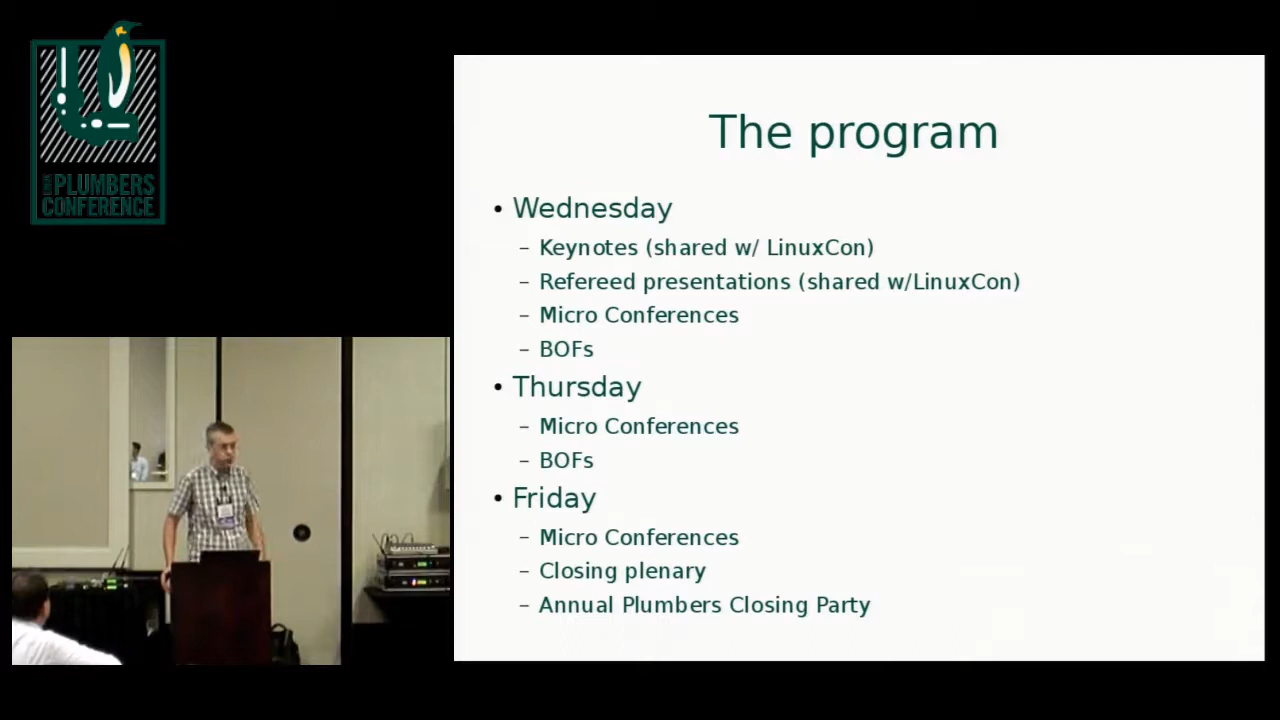 LINUX
PLUMBERS
CONFERENCE
The program
• Wednesday
– Keynotes (shared w/ LinuxCon)
– Refereed presentations (shared w/LinuxCon)
– Micro Conferences
– BOFs
• Thursday
– Micro Conferences
– BOFs
• Friday
– Micro Conferences
– Closing plenary
– Annual Plumbers Closing Party